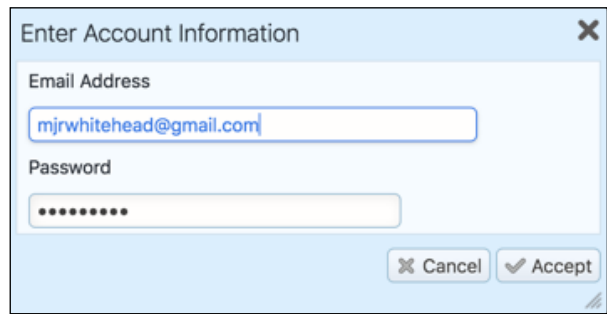 Enter Account Information
Email Address
mjrwhitehead@gmail.com
Password
•••••••••
Cancel
Accept